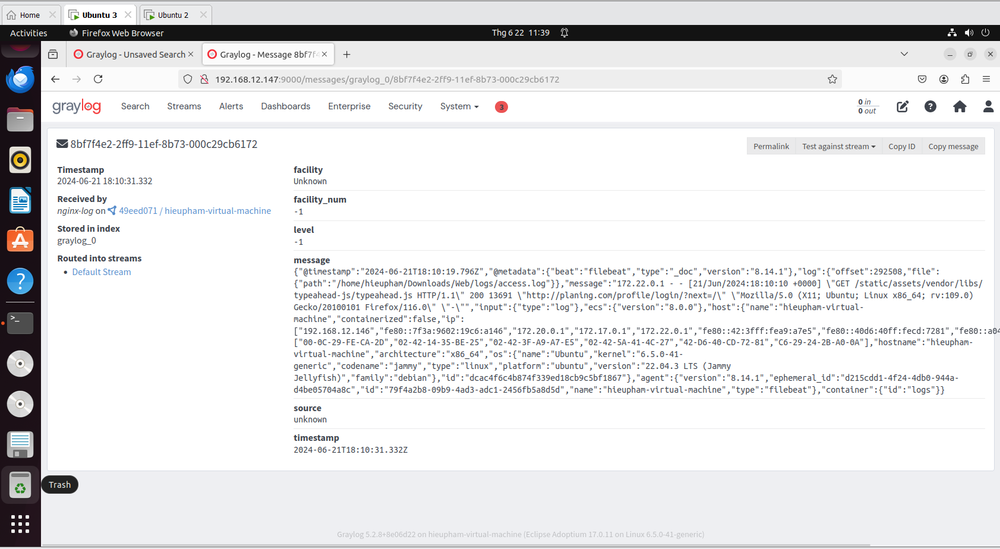 Home
Ubuntu 3
Ubuntu 2
Activities
Firefox Web Browser
Thg 6 22 11:39
Graylog - Unsaved Search
Graylog - Message 8bf7f4
192.168.12.147:9000/messages/graylog_0/8bf7f4e2-2ff9-11ef-8b73-000c29cb6172
graylog
Search
Streams
Alerts
Dashboards
Enterprise
Security
System
3
0 in
0 out
8bf7f4e2-2ff9-11ef-8b73-000c29cb6172
Permalink
Test against stream
Copy ID
Copy message
Timestamp
2024-06-21 18:10:31.332
Received by
nginx-log on 49eed071 / hieupham-virtual-machine
Stored in index
graylog_0
Routed into streams
Default Stream
facility
Unknown
facility_num
-1
level
-1
message
{"@timestamp":"2024-06-21T18:10:19.796Z","@metadata":{"beat":"filebeat","type":"_doc","version":"8.14.1"},"log":{"offset":292508,"file":
{"path":"/home/hieupham/Downloads/Web/logs/access.log"}},"message":"172.22.0.1 - - [21/Jun/2024:18:10:10 +0000] \"GET /static/assets/vendor/libs/
typeahead-js/typeahead.js HTTP/1.1\" 200 13691 \"http://planing.com/profile/login/?next=/\" \"Mozilla/5.0 (X11; Ubuntu; Linux x86_64; rv:109.0)
Gecko/20100101 Firefox/116.0\" \"-\"","input":{"type":"log"},"ecs":{"version":"8.0.0"},"host":{"name":"hieupham-virtual-
machine","containerized":false,"ip":
["192.168.12.146","fe80::7f3a:9602:19c6:a146","172.20.0.1","172.17.0.1","172.22.0.1","fe80::42:3fff:fea9:a7e5","fe80::40d6:40ff:fecd:7281","fe80::a04
["00-0C-29-FE-CA-2D","02-42-14-35-BE-25","02-42-3F-A9-A7-E5","02-42-5A-41-4C-27","42-D6-40-CD-72-81","C6-29-24-2B-A0-0A"],"hostname":"hieupham-
virtual-machine","architecture":"x86_64","os":{"name":"Ubuntu","kernel":"6.5.0-41-
generic","codename":"jammy","type":"linux","platform":"ubuntu","version":"22.04.3 LTS (Jammy
Jellyfish)","family":"debian"},"id":"dcac4f6c4b874f339ed18cb9c5bf1867"},"agent":{"version":"8.14.1","ephemeral_id":"d215cdd1-4f24-4db0-944a-
d4be05704a8c","id":"79f4a2b8-09b9-4ad3-adc1-2456fb5a8d5d","name":"hieupham-virtual-machine","type":"filebeat"},"container":{"id":"logs"}}
source
unknown
timestamp
2024-06-21T18:10:31.332Z
Trash
Graylog 5.2.8+8e06d22 on hieupham-virtual-machine (Eclipse Adoptium 17.0.11 on Linux 6.5.0-41-generic)